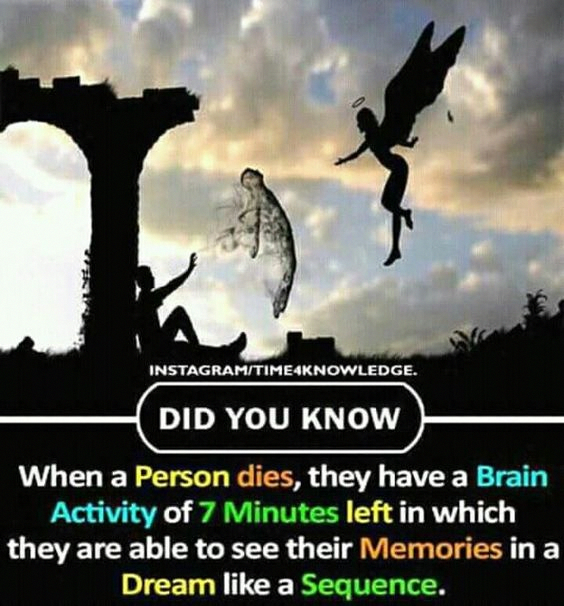 INSTAGRAM/TIME4KNOWLEDGE.
DID YOU KNOW
When a Person dies, they have a Brain
Activity of 7 Minutes left in which
they are able to see their Memories in a
Dream like a Sequence.